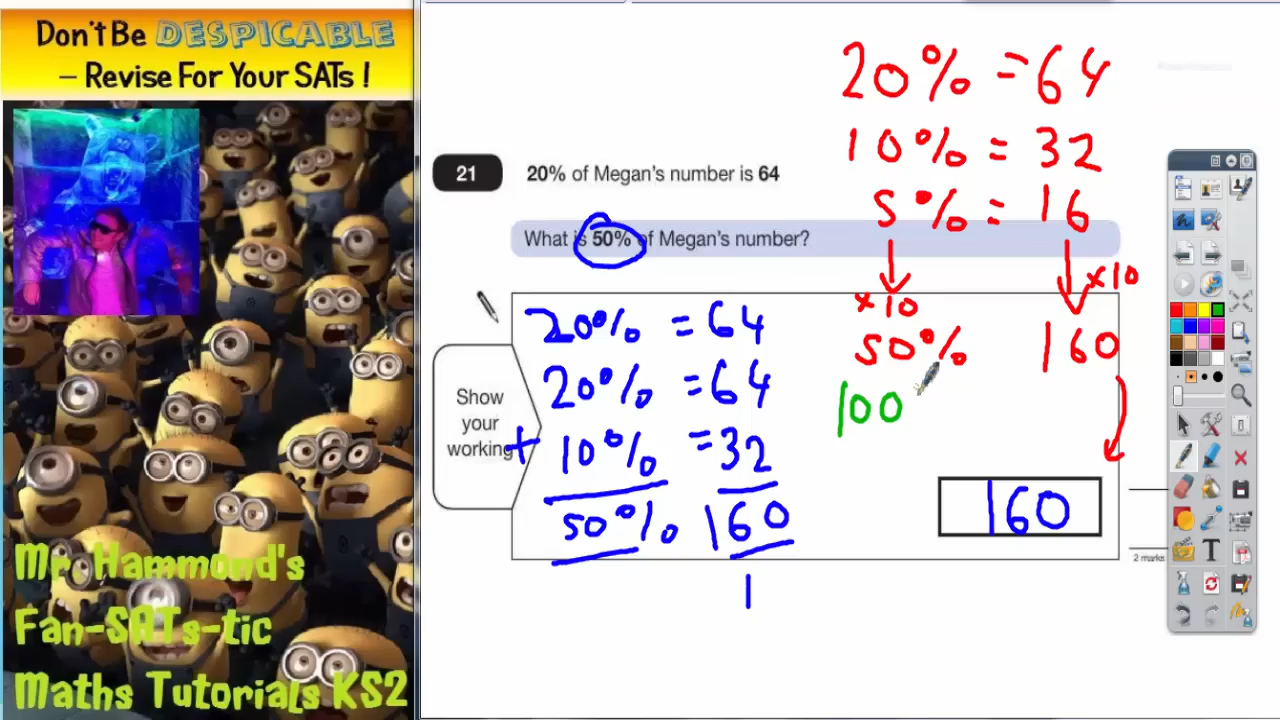 Don't Be DESPICABLE
– Revise For Your SATs !
Mr Hammond's
Fan-SATs-tic
Maths Tutorials KS2
21
20% of Megan's number is 64
What is 50% of Megan's number?
Show
your
working
20% = 64
20% = 64
+ 10% = 32
50% 160
1
20% = 64
10% = 32
5% = 16
×10 ×10
50% 160
100
160
2 marks